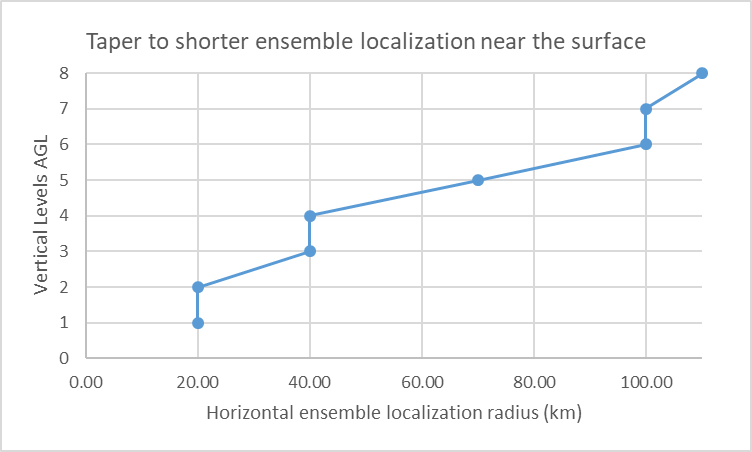 Taper to shorter ensemble localization near the surface
Vertical Levels AGL
8
7
6
5
4
3
2
1
0
0.00 20.00 40.00 60.00 80.00 100.00
Horizontal ensemble localization radius (km)